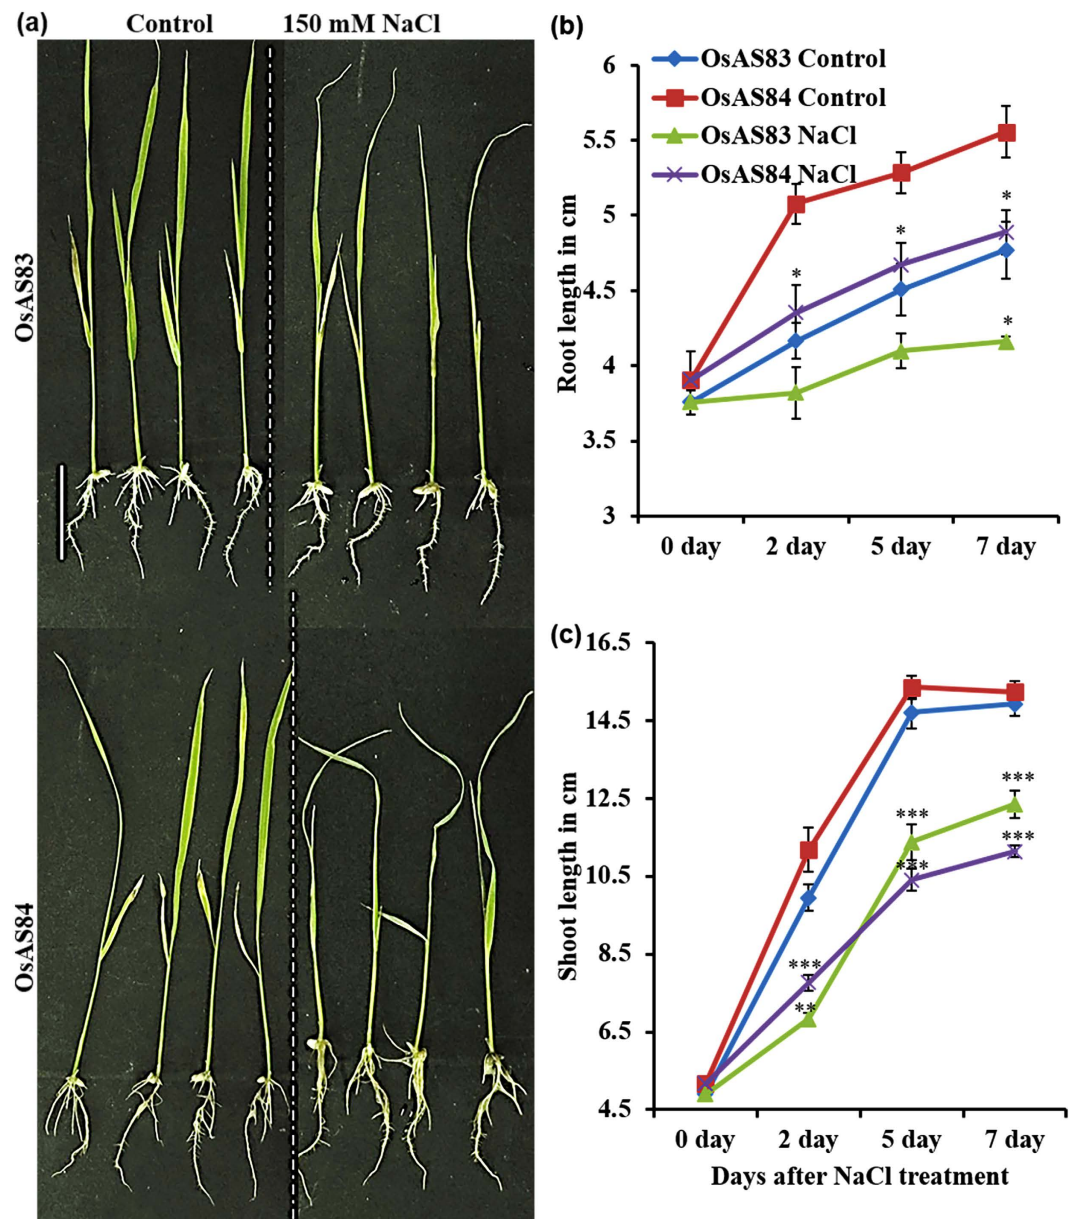 (a)
Control 150 mM NaCl
OsAS83
OsAS84
(b)
OsAS83 Control
OsAS84 Control
OsAS83 NaCl
OsAS84 NaCl
Root length in cm
6
5.5
5
4.5
4
3.5
3
*
*
*
*
0 day 2 day 5 day 7 day
(c)
Shoot length in cm
16.5
14.5
12.5
10.5
8.5
6.5
4.5
***
**
***
***
***
***
0 day 2 day 5 day 7 day
Days after NaCl treatment